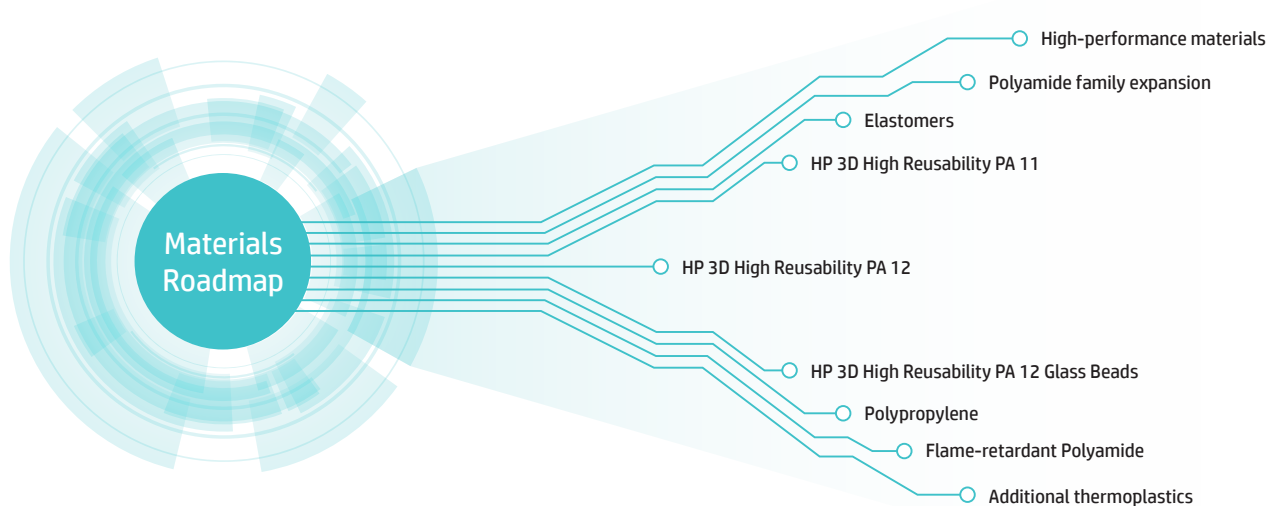 High-performance materials
Polyamide family expansion
Elastomers
HP 3D High Reusability PA 11
Materials
Roadmap
HP 3D High Reusability PA 12
HP 3D High Reusability PA 12 Glass Beads
Polypropylene
Flame-retardant Polyamide
Additional thermoplastics